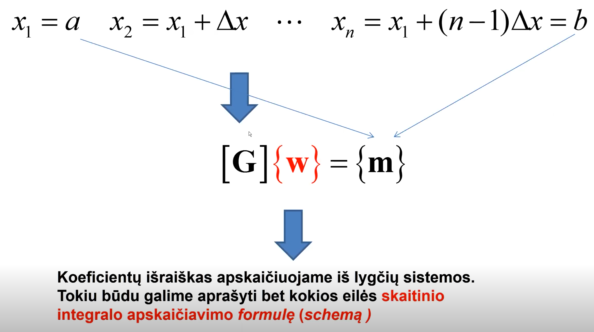 x₁ = a   x₂ = x₁ + Δx   ⋯   xₙ = x₁ + (n−1)Δx = b
[G]{w} = {m}
Koeficientų išraiškas apskaičiuojame iš lygčių sistemos.
Tokiu būdu galime aprašyti bet kokios eilės skaitinio
integralo apskaičiavimo formulę (schemą )